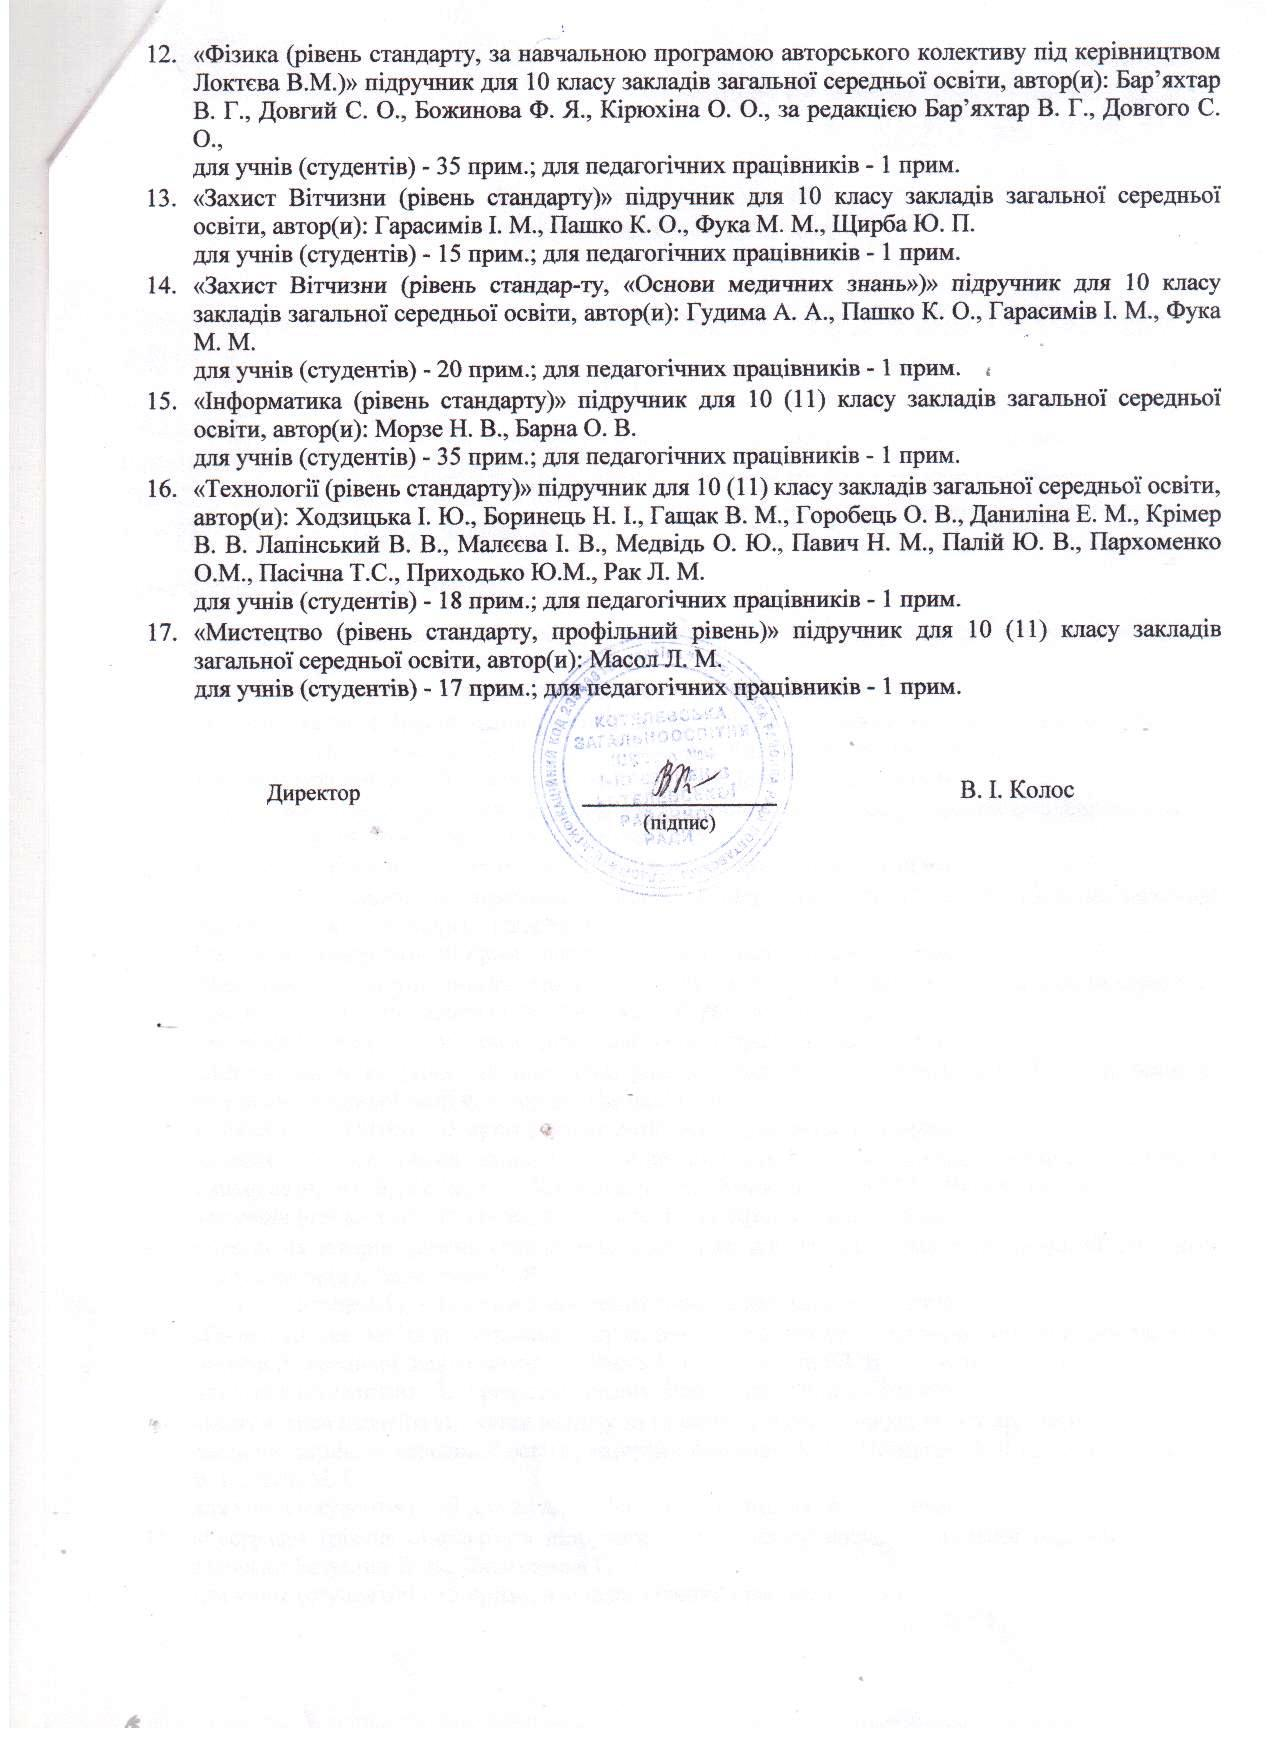 12. «Фізика (рівень стандарту, за навчальною програмою авторського колективу під керівництвом
Локтєва В.М.)» підручник для 10 класу закладів загальної середньої освіти, автор(и): Бар’яхтар
В. Г., Довгий С. О., Божинова Ф. Я., Кірюхіна О. О., за редакцією Бар’яхтар В. Г., Довгого С.
О.,
для учнів (студентів) - 35 прим.; для педагогічних працівників - 1 прим.
13. «Захист Вітчизни (рівень стандарту)» підручник для 10 класу закладів загальної середньої
освіти, автор(и): Гарасимів І. М., Пашко К. О., Фука М. М., Щирба Ю. П.
для учнів (студентів) - 15 прим.; для педагогічних працівників - 1 прим.
14. «Захист Вітчизни (рівень стандар-ту, «Основи медичних знань»)» підручник для 10 класу
закладів загальної середньої освіти, автор(и): Гудима А. А., Пашко К. О., Гарасимів І. М., Фука
М. М.
для учнів (студентів) - 20 прим.; для педагогічних працівників - 1 прим.
15. «Інформатика (рівень стандарту)» підручник для 10 (11) класу закладів загальної середньої
освіти, автор(и): Морзе Н. В., Барна О. В.
для учнів (студентів) - 35 прим.; для педагогічних працівників - 1 прим.
16. «Технології (рівень стандарту)» підручник для 10 (11) класу закладів загальної середньої освіти,
автор(и): Ходзицька І. Ю., Боринець Н. І., Гащак В. М., Горобець О. В., Даниліна Е. М., Крімер
В. В. Лапінський В. В., Малєєва І. В., Медвідь О. Ю., Павич Н. М., Палій Ю. В., Пархоменко
О.М., Пасічна Т.С., Приходько Ю.М., Рак Л. М.
для учнів (студентів) - 18 прим.; для педагогічних працівників - 1 прим.
17. «Мистецтво (рівень стандарту, профільний рівень)» підручник для 10 (11) класу закладів
загальної середньої освіти, автор(и): Масол Л. М.
для учнів (студентів) - 17 прим.; для педагогічних працівників - 1 прим.
КОТЕЛЕВСЬКА
ЗАГАЛЬНООСВІТНЯ
КОТЕЛЕВСЬКОЇ
РАЙОННОЇ
РАДИ
Директор
(підпис)
В. І. Колос